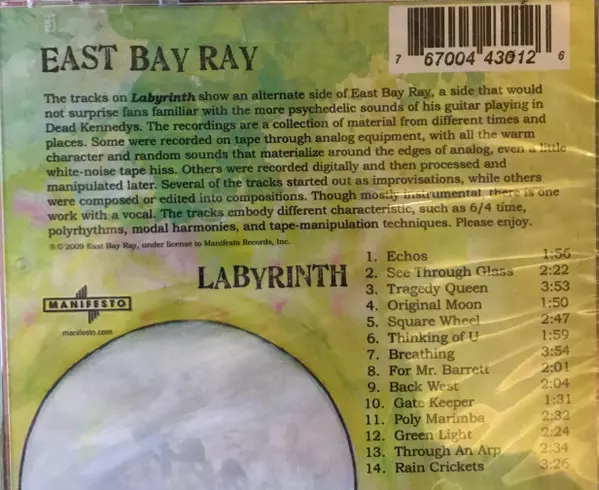 EAST BAY RAY
7 67004 43012 6
The tracks on Labyrinth show an alternate side of East Bay Ray, a side that would
not surprise fans familiar with the more psychedelic sounds of his guitar playing in
Dead Kennedys. The recordings are a collection of material from different times and
places. Some were recorded on tape through analog equipment, with all the warm
character and random sounds that materialize around the edges of analog, even a little
white-noise tape hiss. Others were recorded digitally and then processed and
manipulated later. Several of the tracks started out as improvisations, while others
were composed or edited into compositions. Though mostly instrumental, there is one
work with a vocal. The tracks embody different characteristic, such as 6/4 time,
polyrhythms, modal harmonies, and tape-manipulation techniques. Please enjoy.
℗ © 2009 East Bay Ray, under license to Manifesto Records, Inc.
LABYRINTH
MANIFESTO
manifesto.com
1. Echos 1:56
2. See Through Glass 2:22
3. Tragedy Queen 3:53
4. Original Moon 1:50
5. Square Wheel 2:47
6. Thinking of U 1:59
7. Breathing 3:54
8. For Mr. Barrett 2:01
9. Back West 2:04
10. Gate Keeper 1:31
11. Poly Marimba 2:32
12. Green Light 2:24
13. Through An Arp 2:34
14. Rain Crickets 3:26